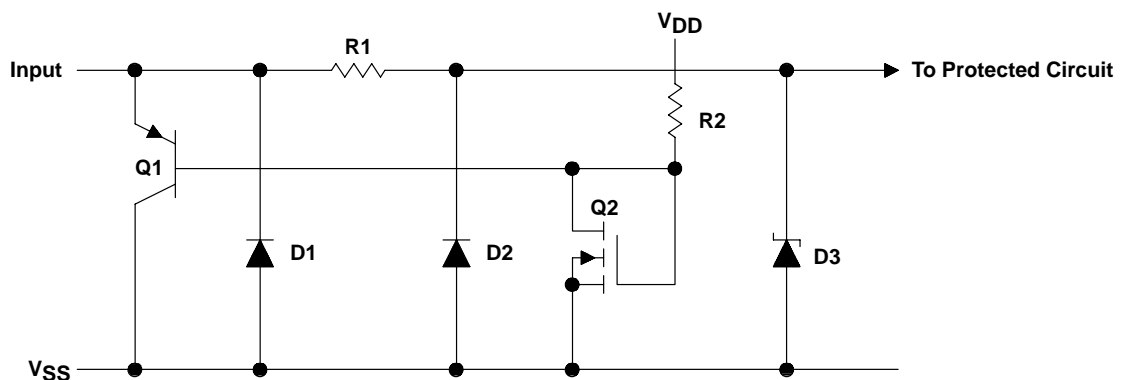 VDD
R1
Input
To Protected Circuit
R2
Q1
Q2
D1
D2
D3
VSS